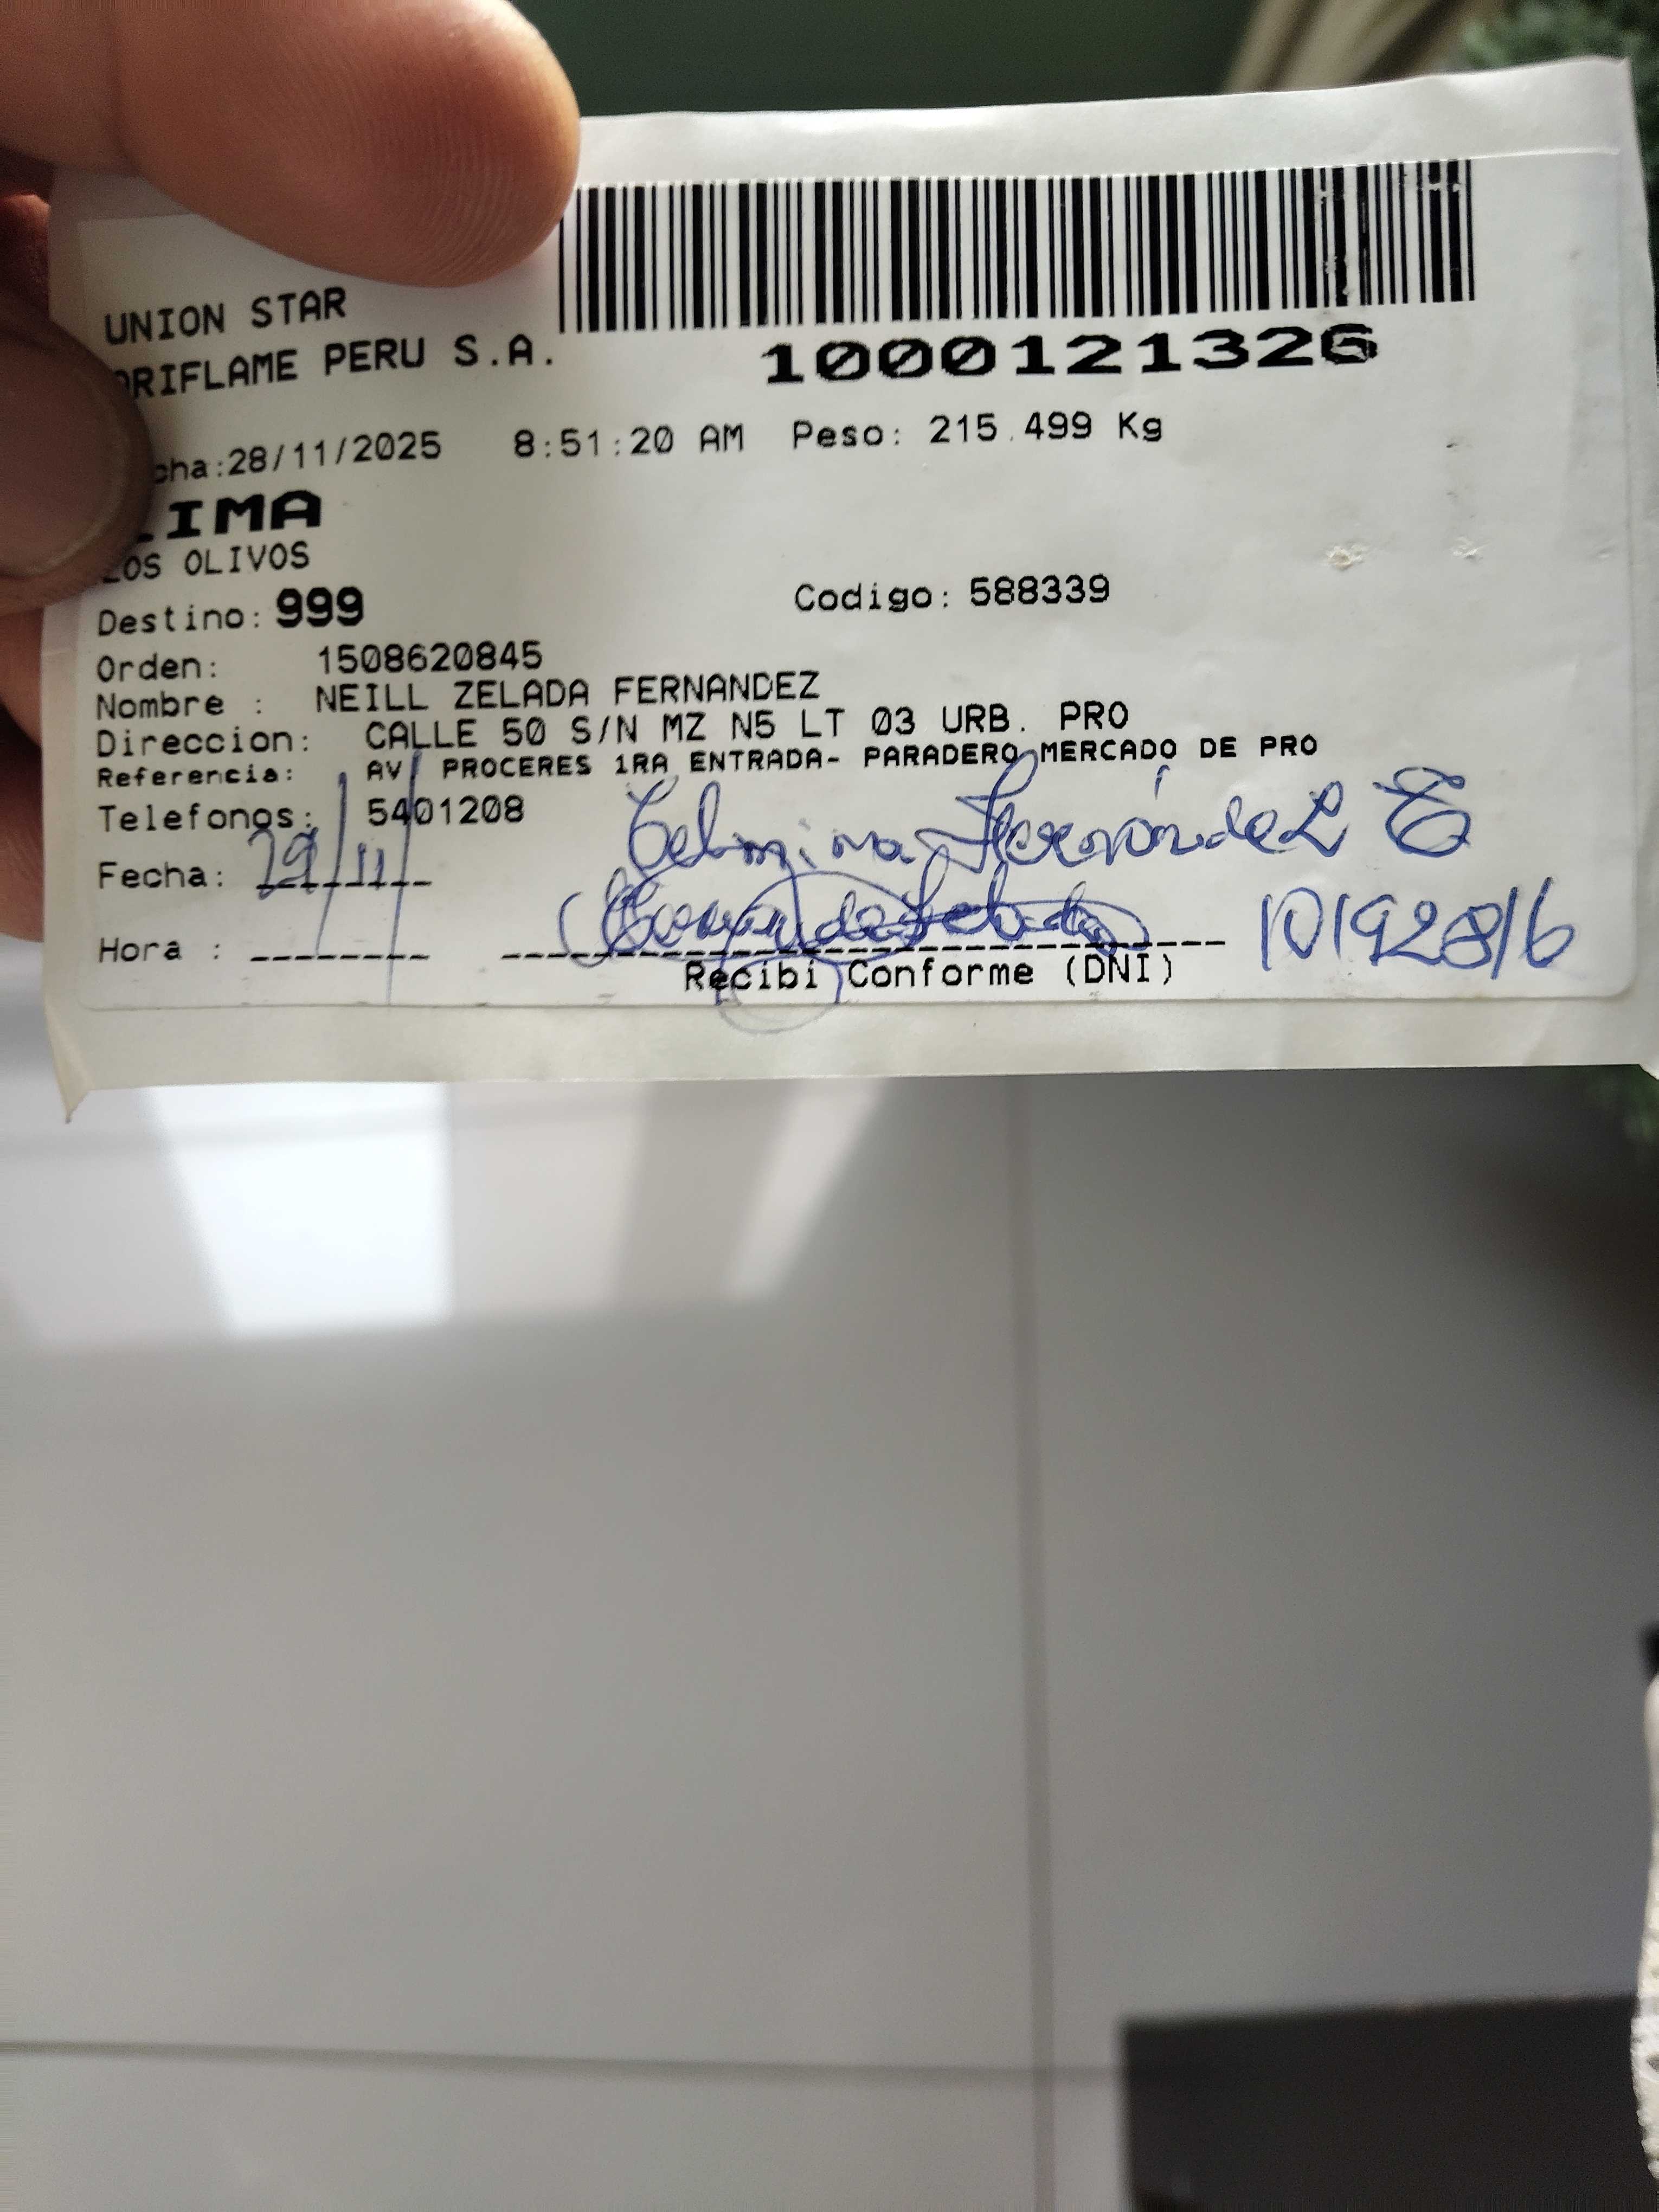 UNION STAR
ORIFLAME PERU S.A.
1000121326
cha:28/11/2025 8:51:20 AM Peso: 215.499 Kg
LIMA
LOS OLIVOS
Destino: 999 Codigo: 588339
Orden: 1508620845
Nombre : NEILL ZELADA FERNANDEZ
Direccion: CALLE 50 S/N MZ N5 LT 03 URB. PRO
Referencia: AV/ PROCERES 1RA ENTRADA- PARADERO MERCADO DE PRO
Telefonos: 5401208
Fecha: 29/11/ Fernández
Hora : 10192816
Recibi Conforme (DNI)